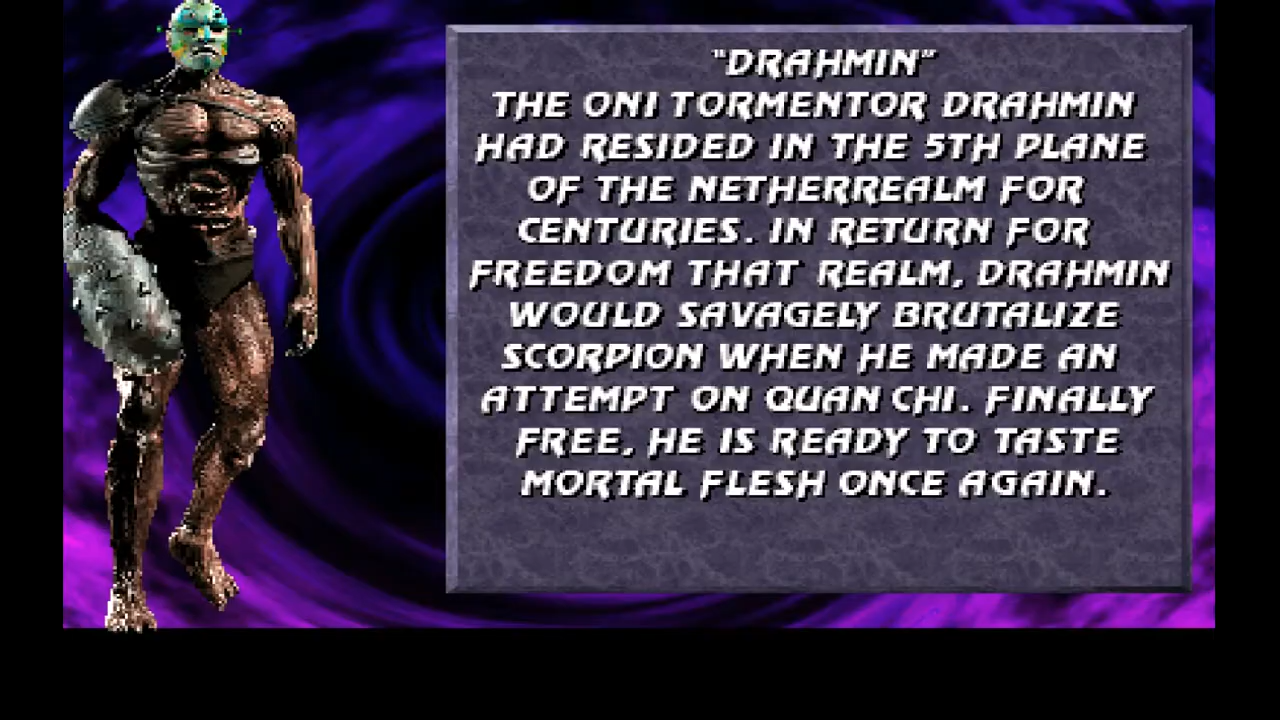 "DRAHMIN"
THE ONI TORMENTOR DRAHMIN
HAD RESIDED IN THE 5TH PLANE
OF THE NETHERREALM FOR
CENTURIES. IN RETURN FOR
FREEDOM THAT REALM, DRAHMIN
WOULD SAVAGELY BRUTALIZE
SCORPION WHEN HE MADE AN
ATTEMPT ON QUAN CHI. FINALLY
FREE, HE IS READY TO TASTE
MORTAL FLESH ONCE AGAIN.